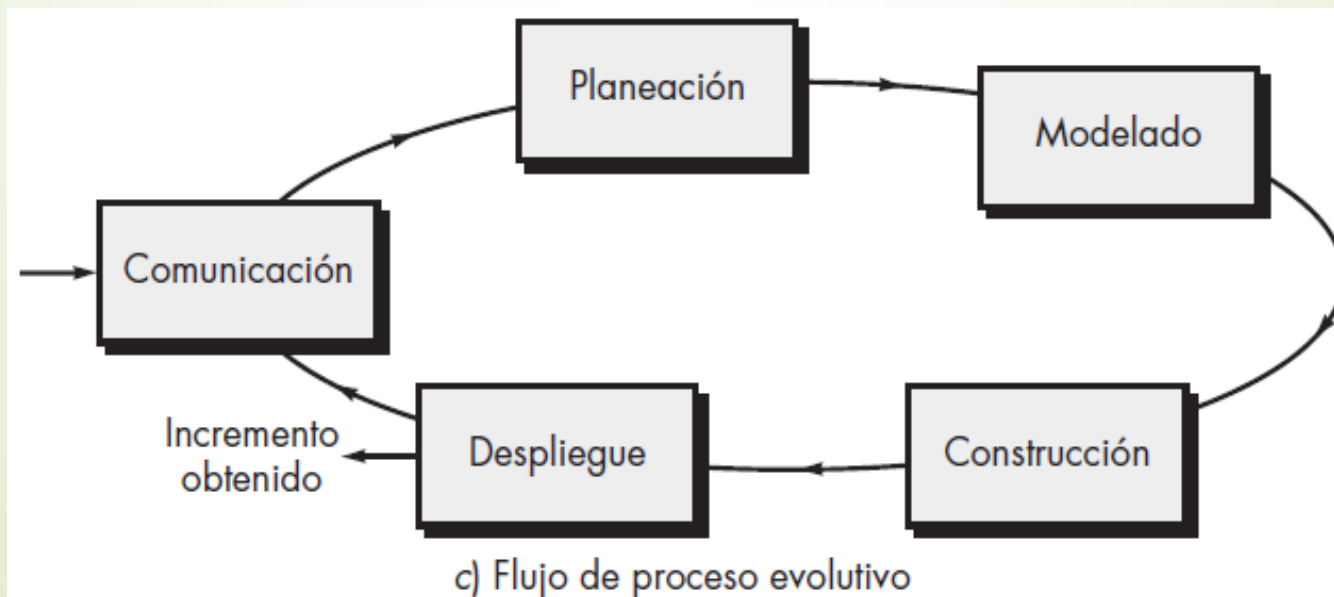 Planeación
Modelado
Comunicación
Incremento
obtenido
Despliegue
Construcción
c) Flujo de proceso evolutivo